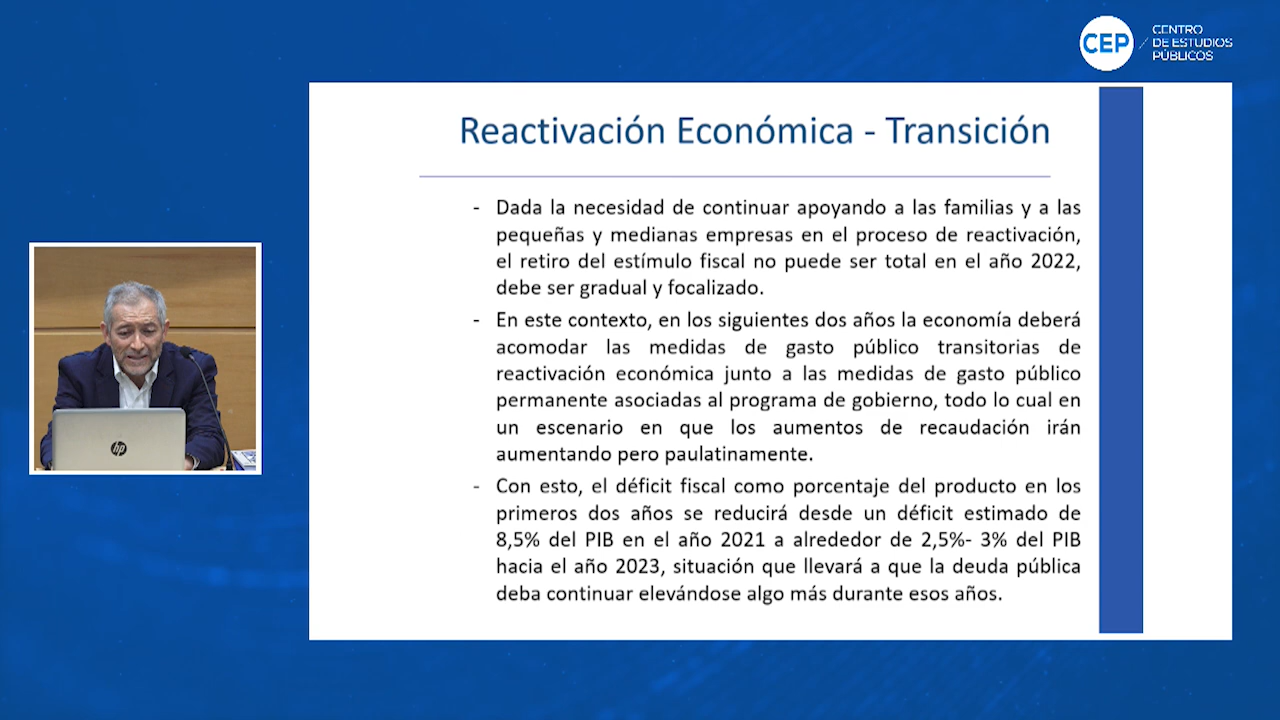 CEP
CENTRO
DE ESTUDIOS
PÚBLICOS
Reactivación Económica - Transición
- Dada la necesidad de continuar apoyando a las familias y a las
pequeñas y medianas empresas en el proceso de reactivación,
el retiro del estímulo fiscal no puede ser total en el año 2022,
debe ser gradual y focalizado.
- En este contexto, en los siguientes dos años la economía deberá
acomodar las medidas de gasto público transitorias de
reactivación económica junto a las medidas de gasto público
permanente asociadas al programa de gobierno, todo lo cual en
un escenario en que los aumentos de recaudación irán
aumentando pero paulatinamente.
- Con esto, el déficit fiscal como porcentaje del producto en los
primeros dos años se reducirá desde un déficit estimado de
8,5% del PIB en el año 2021 a alrededor de 2,5%- 3% del PIB
hacia el año 2023, situación que llevará a que la deuda pública
deba continuar elevándose algo más durante esos años.
hp